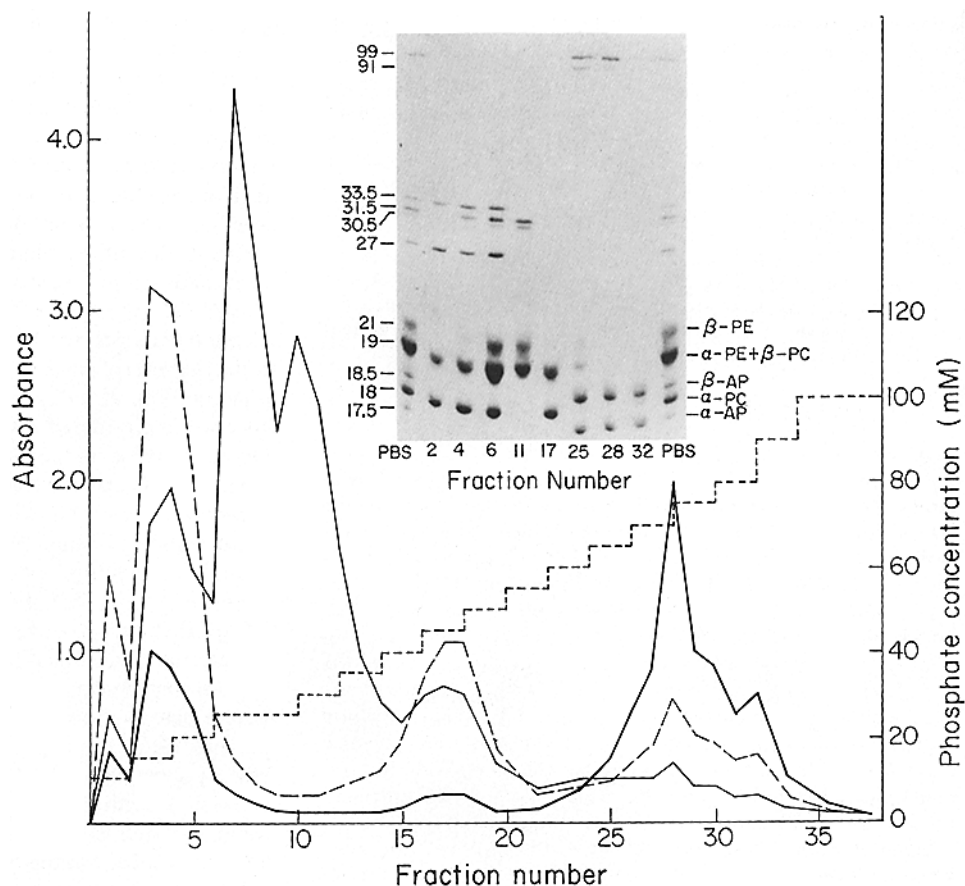 99
91
4.0
33.5
31.5
30.5
27
3.0
120
21
β-PE
19
α-PE+β-PC
18.5
β-AP
18
α-PC
17.5
α-AP
100
PBS 2 4 6 11 17 25 28 32 PBS
Fraction Number
2.0
80
60
1.0
40
20
0
5 10 15 20 25 30 35
Absorbance
Phosphate concentration (mM)
Fraction number